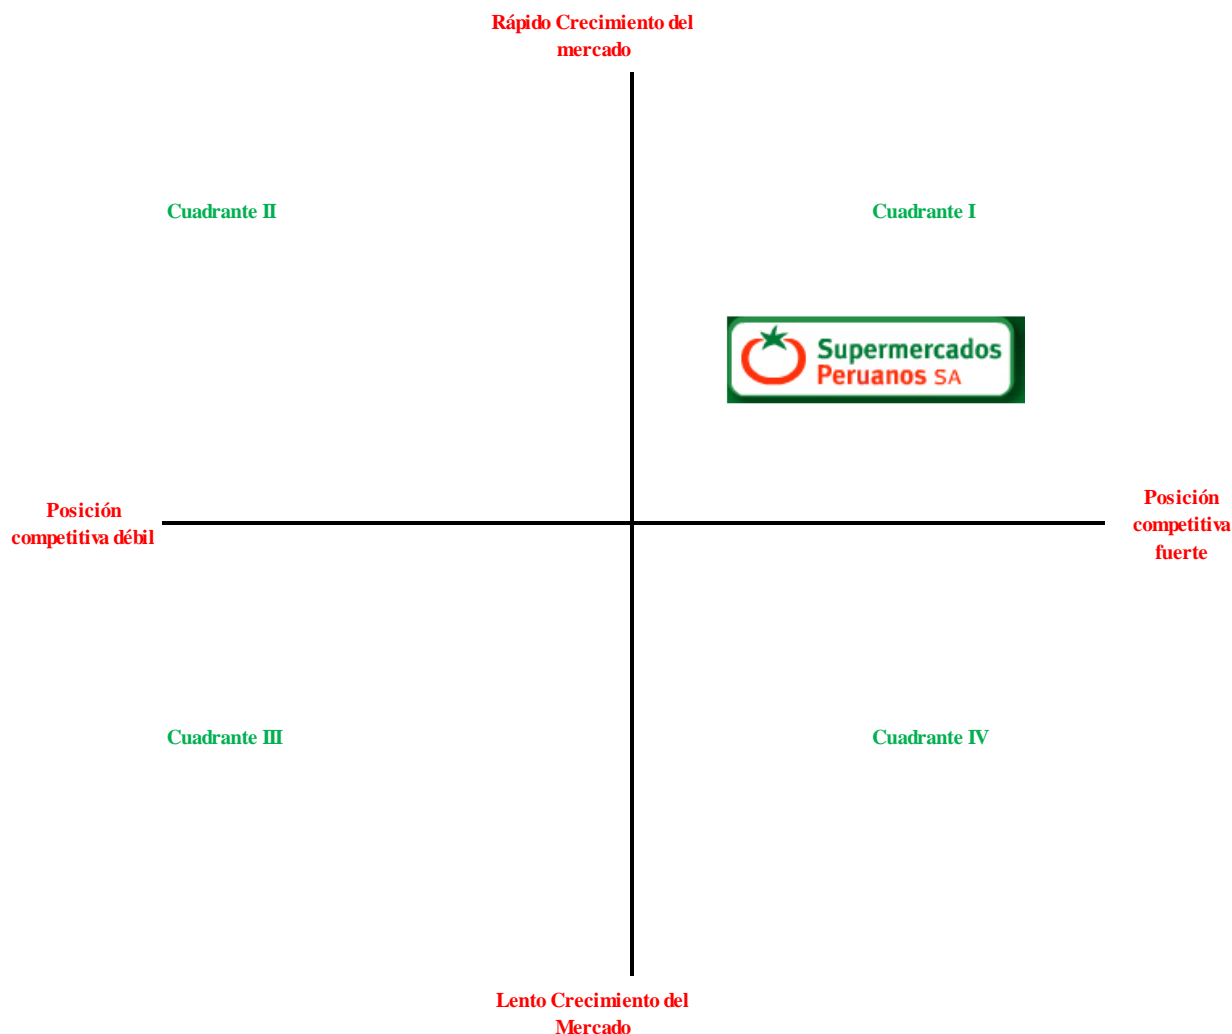 Rápido Crecimiento del
mercado
Cuadrante II
Cuadrante I
Supermercados
Peruanos SA
Posición
competitiva débil
Posición
competitiva
fuerte
Cuadrante III
Cuadrante IV
Lento Crecimiento del
Mercado